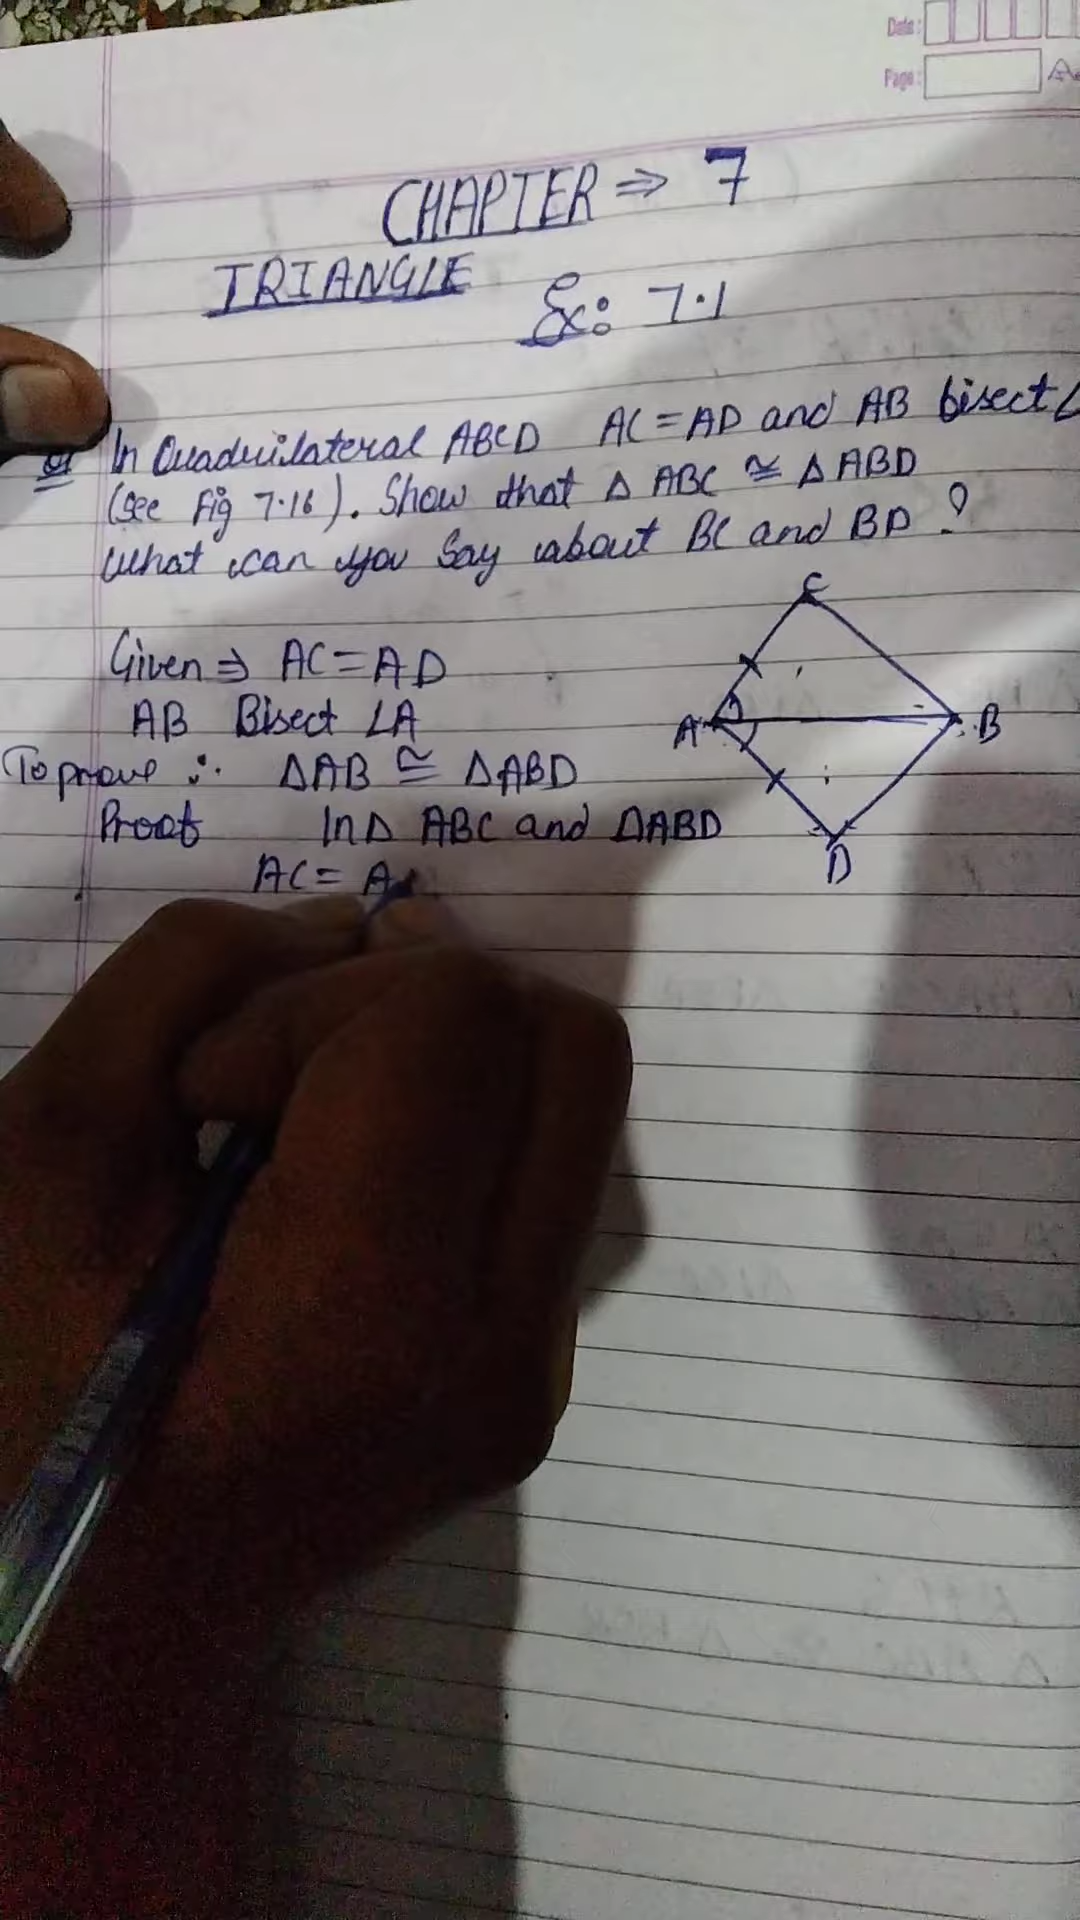 Date:
Page:
CHAPTER ⇒ 7
TRIANGLE
Ex: 7.1
Q1 In Quadrilateral ABCD AC = AD and AB bisect ∠
(See Fig 7.16). Show that △ ABC ≅ △ ABD
What can you Say about BC and BD ?
Given ⇒ AC = AD
AB Bisect ∠A
To prove ∴ △AB ≅ △ABD
Proof In △ ABC and △ABD
AC = A
C
A
B
D